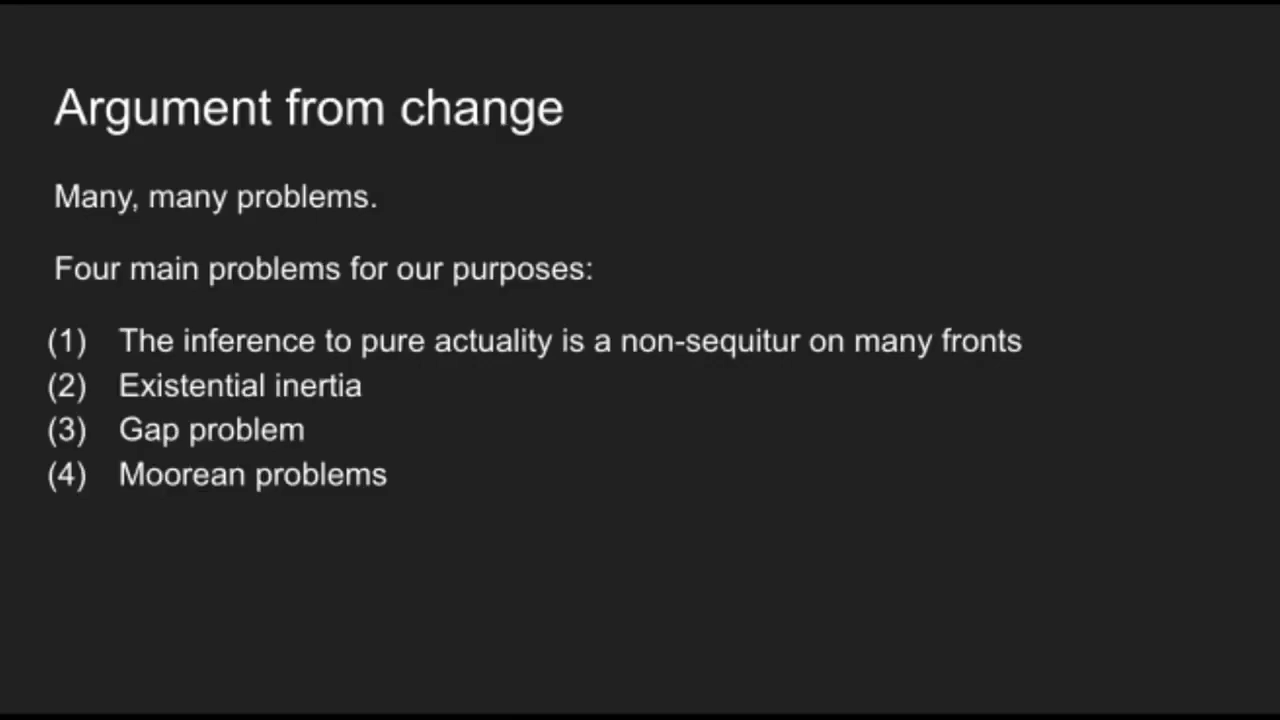 Argument from change
Many, many problems.
Four main problems for our purposes:
(1) The inference to pure actuality is a non-sequitur on many fronts
(2) Existential inertia
(3) Gap problem
(4) Moorean problems